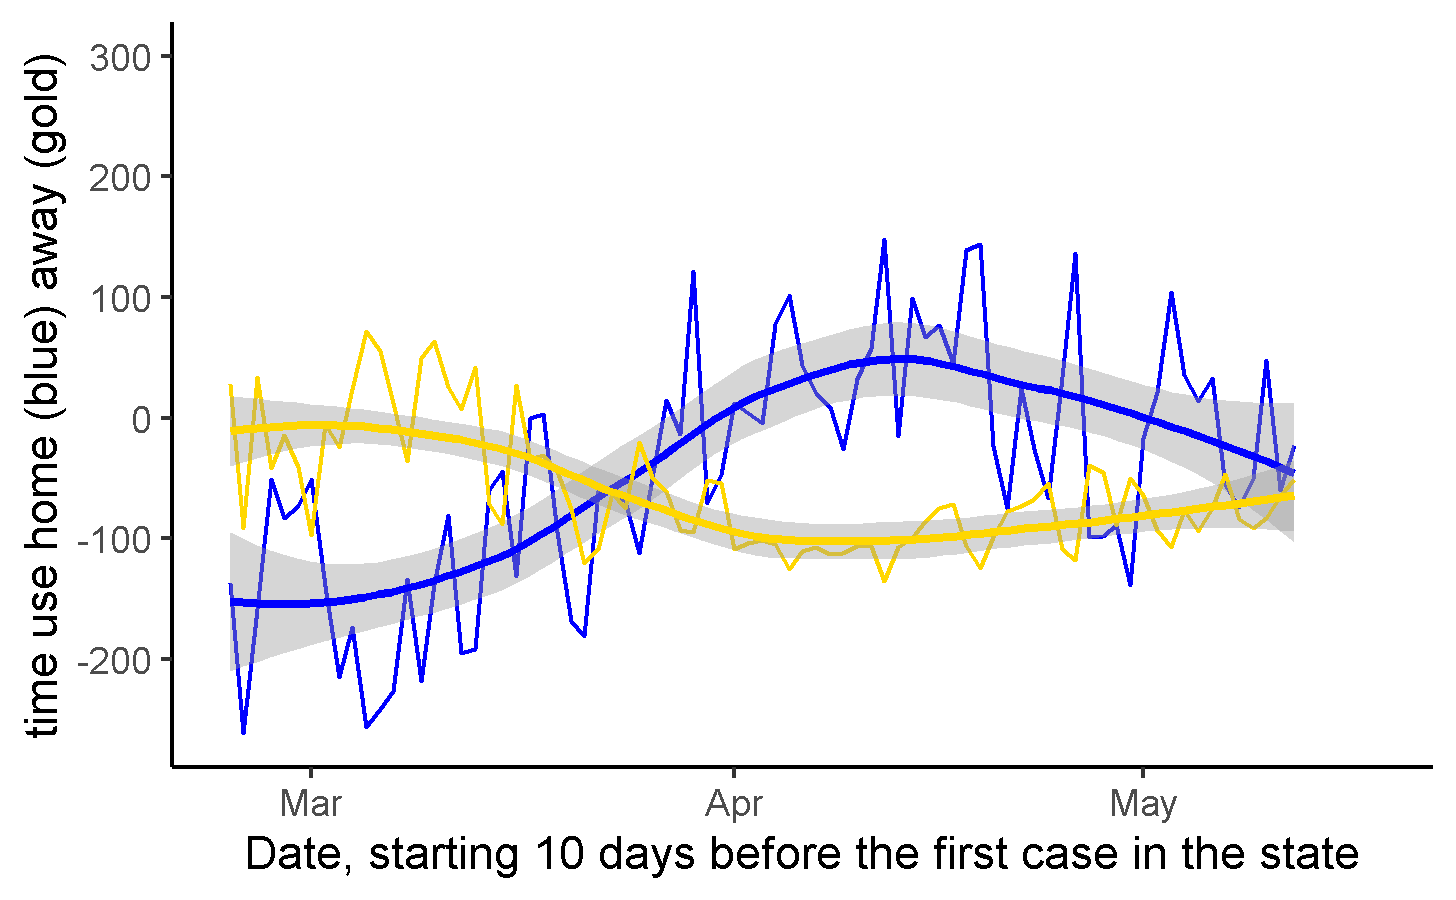 time use home (blue) away (gold)
300
200
100
0
-100
-200
Mar
Apr
May
Date, starting 10 days before the first case in the state